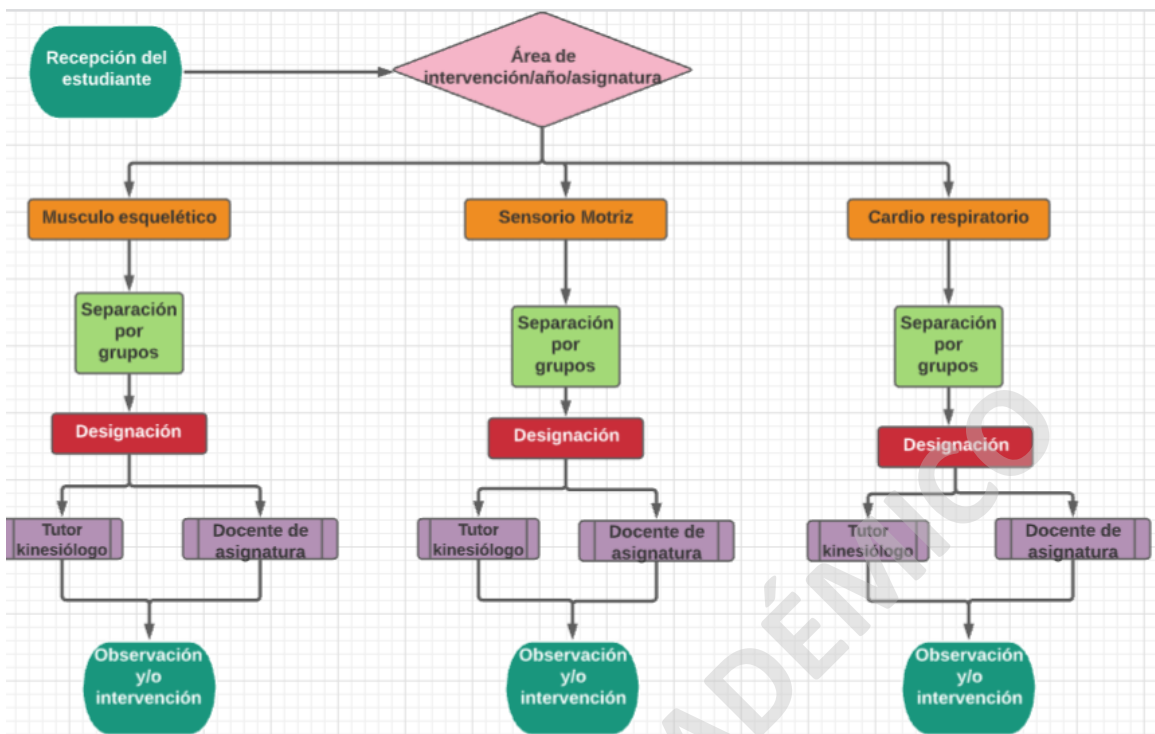 Recepción del
estudiante
Área de
intervención/año/asignatura
Musculo esquelético
Sensorio Motriz
Cardio respiratorio
Separación
por
grupos
Separación
por
grupos
Separación
por
grupos
Designación
Designación
Designación
Tutor
kinesiólogo
Docente de
asignatura
Tutor
kinesiólogo
Docente de
asignatura
Tutor
kinesiólogo
Docente de
asignatura
Observación
y/o
intervención
Observación
y/o
intervención
Observación
y/o
intervención
ADÉMICO